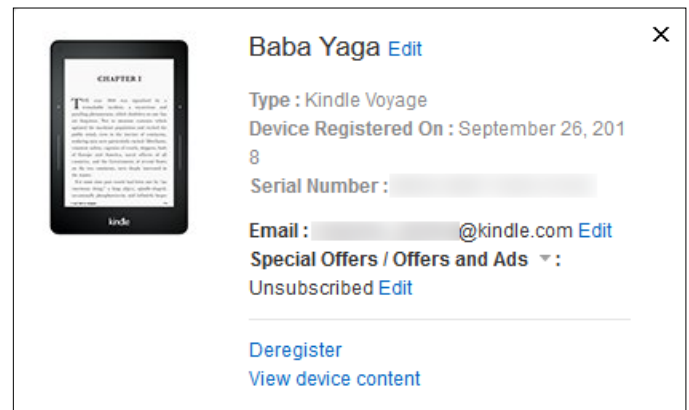 Baba Yaga Edit
×
Type : Kindle Voyage
Device Registered On : September 26, 201
8
Serial Number :
Email : @kindle.com Edit
Special Offers / Offers and Ads ▼ :
Unsubscribed Edit
Deregister
View device content
CHAPTER I
kindle